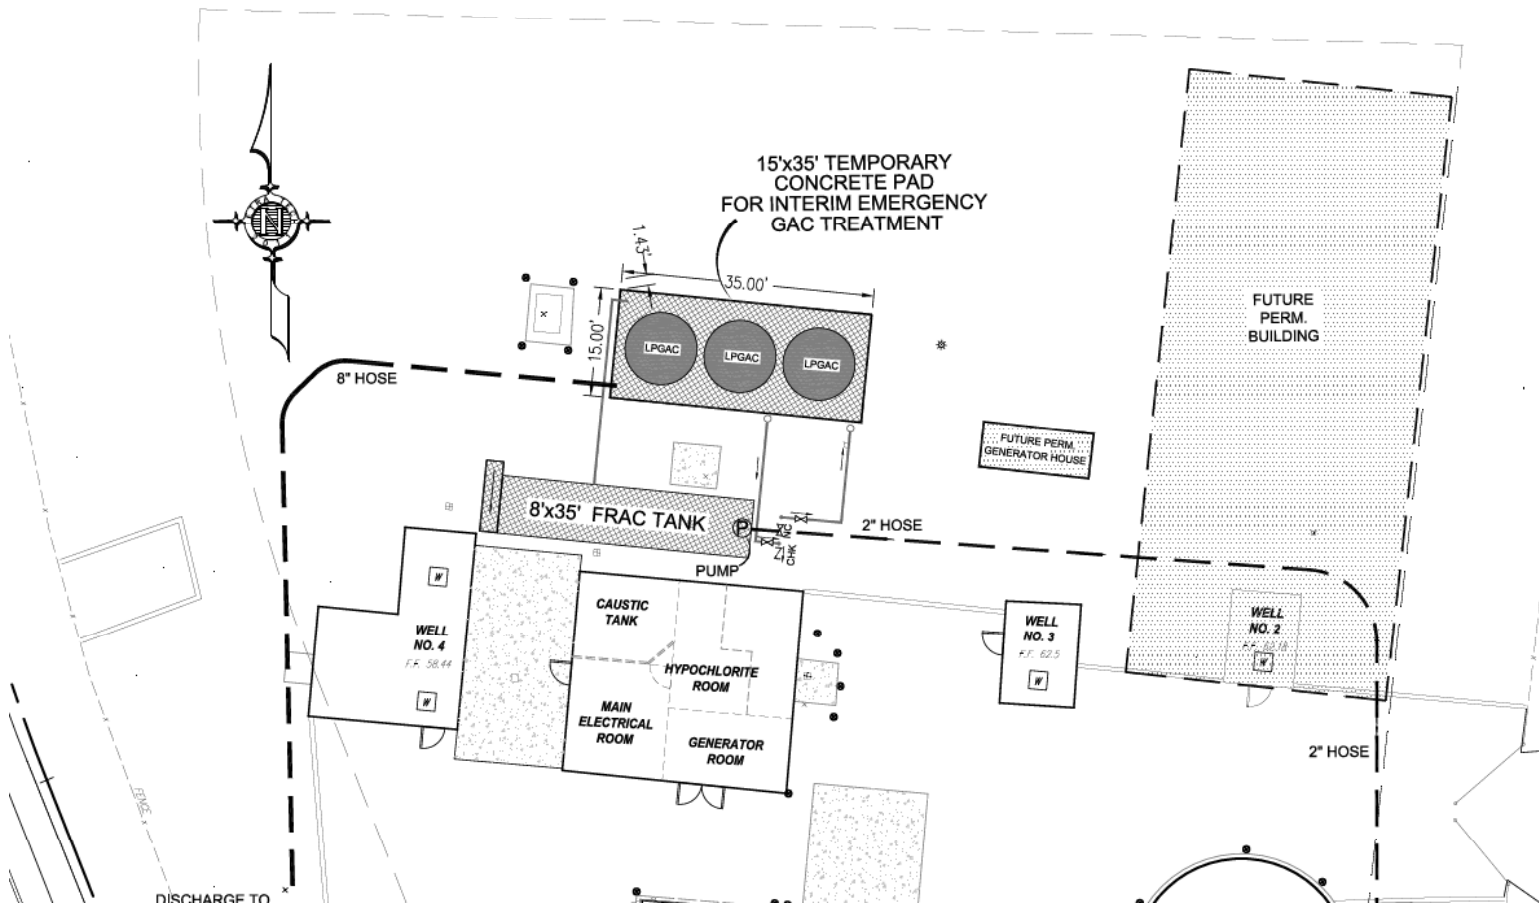 15'x35' TEMPORARY
CONCRETE PAD
FOR INTERIM EMERGENCY
GAC TREATMENT
N
1.43'
35.00'
15.00'
LPGAC
LPGAC
LPGAC
FUTURE
PERM.
BUILDING
8" HOSE
FUTURE PERM.
GENERATOR HOUSE
8'x35' FRAC TANK
P
NC
CHK
2" HOSE
PUMP
W
WELL
NO. 4
F.F. 58.44
W
CAUSTIC
TANK
HYPOCHLORITE
ROOM
MAIN
ELECTRICAL
ROOM
GENERATOR
ROOM
WELL
NO. 3
F.F. 62.5
W
WELL
NO. 2
F.F.
W
2" HOSE
FENCE
DISCHARGE TO